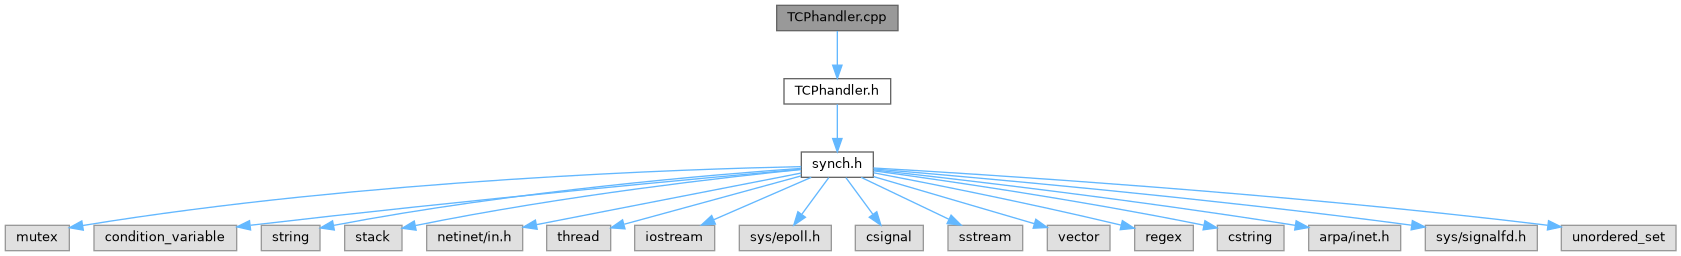 TCPhandler.cpp
TCPhandler.h
synch.h
mutex
condition_variable
string
stack
netinet/in.h
thread
iostream
sys/epoll.h
csignal
sstream
vector
regex
cstring
arpa/inet.h
sys/signalfd.h
unordered_set